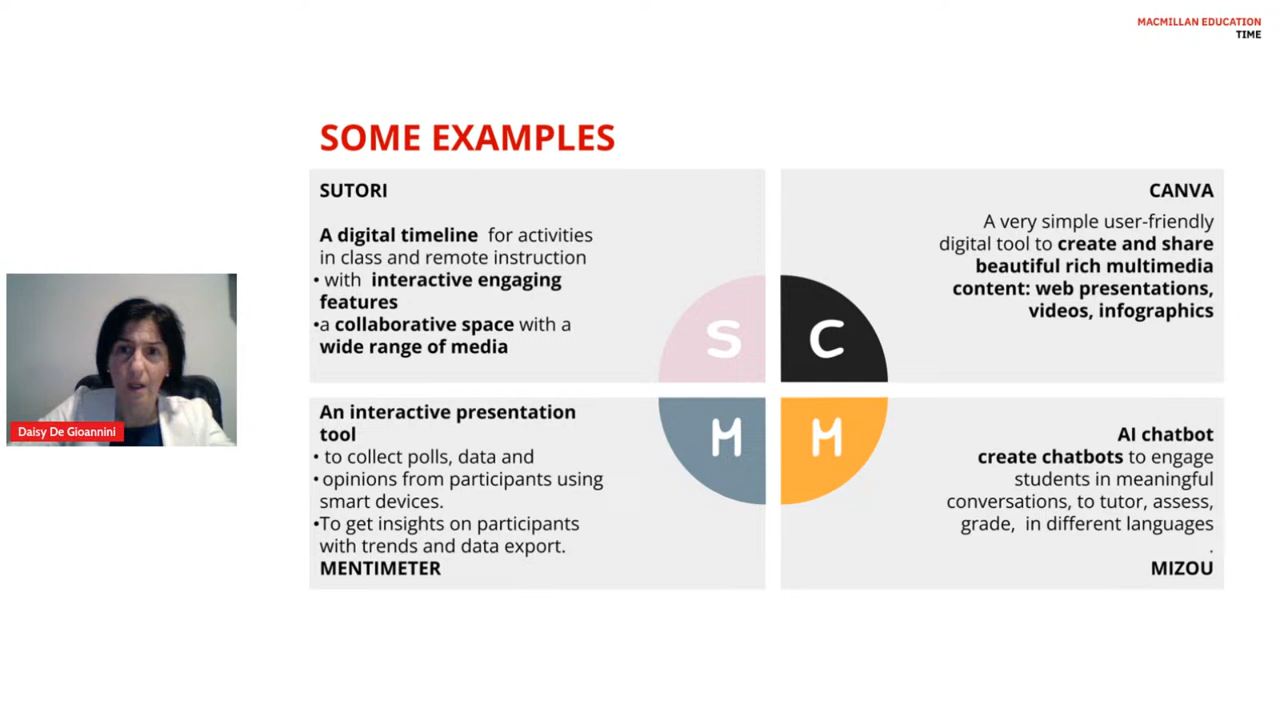 MACMILLAN EDUCATION
TIME
SOME EXAMPLES
SUTORI
A digital timeline for activities
in class and remote instruction
• with interactive engaging
features
•a collaborative space with a
wide range of media
S
CANVA
A very simple user-friendly
digital tool to create and share
beautiful rich multimedia
content: web presentations,
videos, infographics
C
An interactive presentation
tool
• to collect polls, data and
• opinions from participants using
smart devices.
•To get insights on participants
with trends and data export.
MENTIMETER
M
M
AI chatbot
create chatbots to engage
students in meaningful
conversations, to tutor, assess,
grade, in different languages
.
MIZOU
Daisy De Gioannini